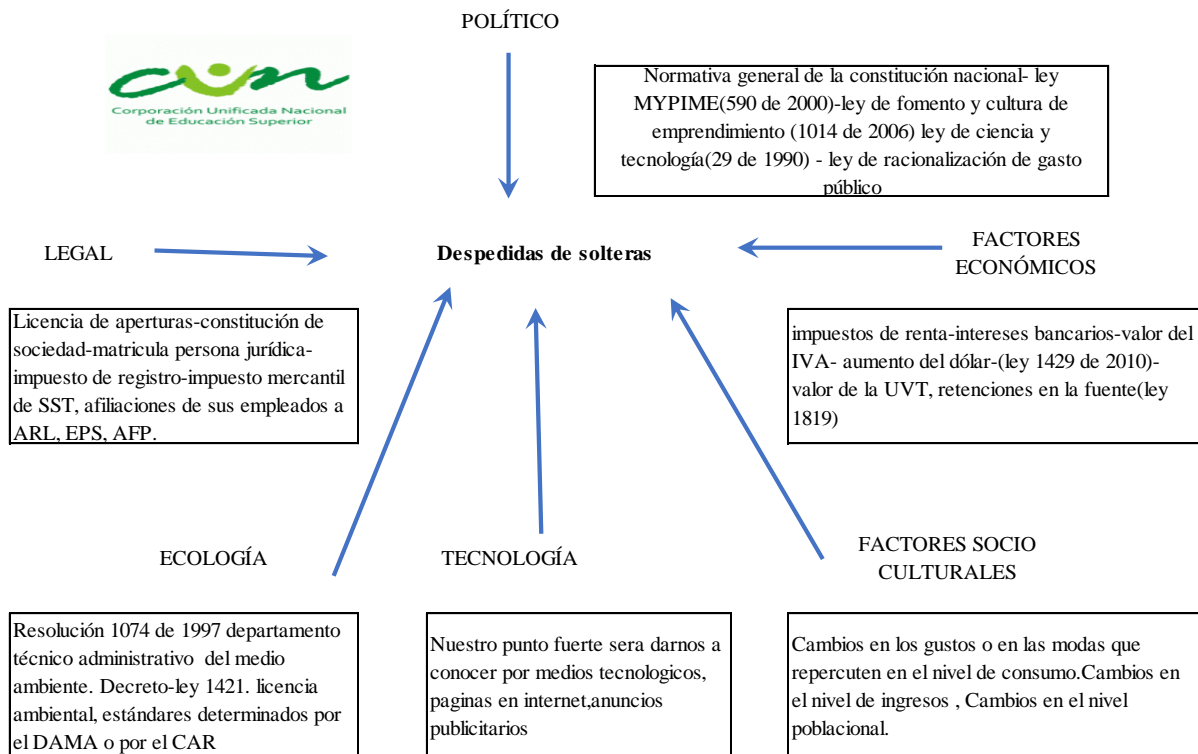 POLÍTICO
cun
Corporación Unificada Nacional
de Educación Superior
Normativa general de la constitución nacional- ley
MYPIME(590 de 2000)-ley de fomento y cultura de
emprendimiento (1014 de 2006) ley de ciencia y
tecnología(29 de 1990) - ley de racionalización de gasto
público
LEGAL
Despedidas de solteras
FACTORES
ECONÓMICOS
Licencia de aperturas-constitución de
sociedad-matricula persona jurídica-
impuesto de registro-impuesto mercantil
de SST, afiliaciones de sus empleados a
ARL, EPS, AFP.
impuestos de renta-intereses bancarios-valor del
IVA- aumento del dólar-(ley 1429 de 2010)-
valor de la UVT, retenciones en la fuente(ley
1819)
ECOLOGÍA
TECNOLOGÍA
FACTORES SOCIO
CULTURALES
Resolución 1074 de 1997 departamento
técnico administrativo  del medio
ambiente. Decreto-ley 1421. licencia
ambiental, estándares determinados por
el DAMA o por el CAR
Nuestro punto fuerte sera darnos a
conocer por medios tecnologicos,
paginas en internet,anuncios
publicitarios
Cambios en los gustos o en las modas que
repercuten en el nivel de consumo.Cambios en
el nivel de ingresos , Cambios en el nivel
poblacional.